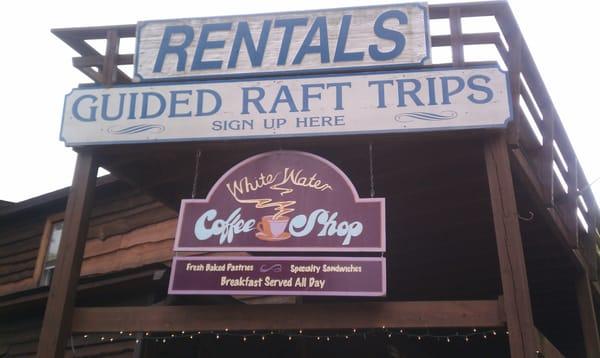 RENTALS
GUIDED RAFT TRIPS
SIGN UP HERE
White Water
Coffee Shop
Fresh Baked Pastries Specialty Sandwiches
Breakfast Served All Day